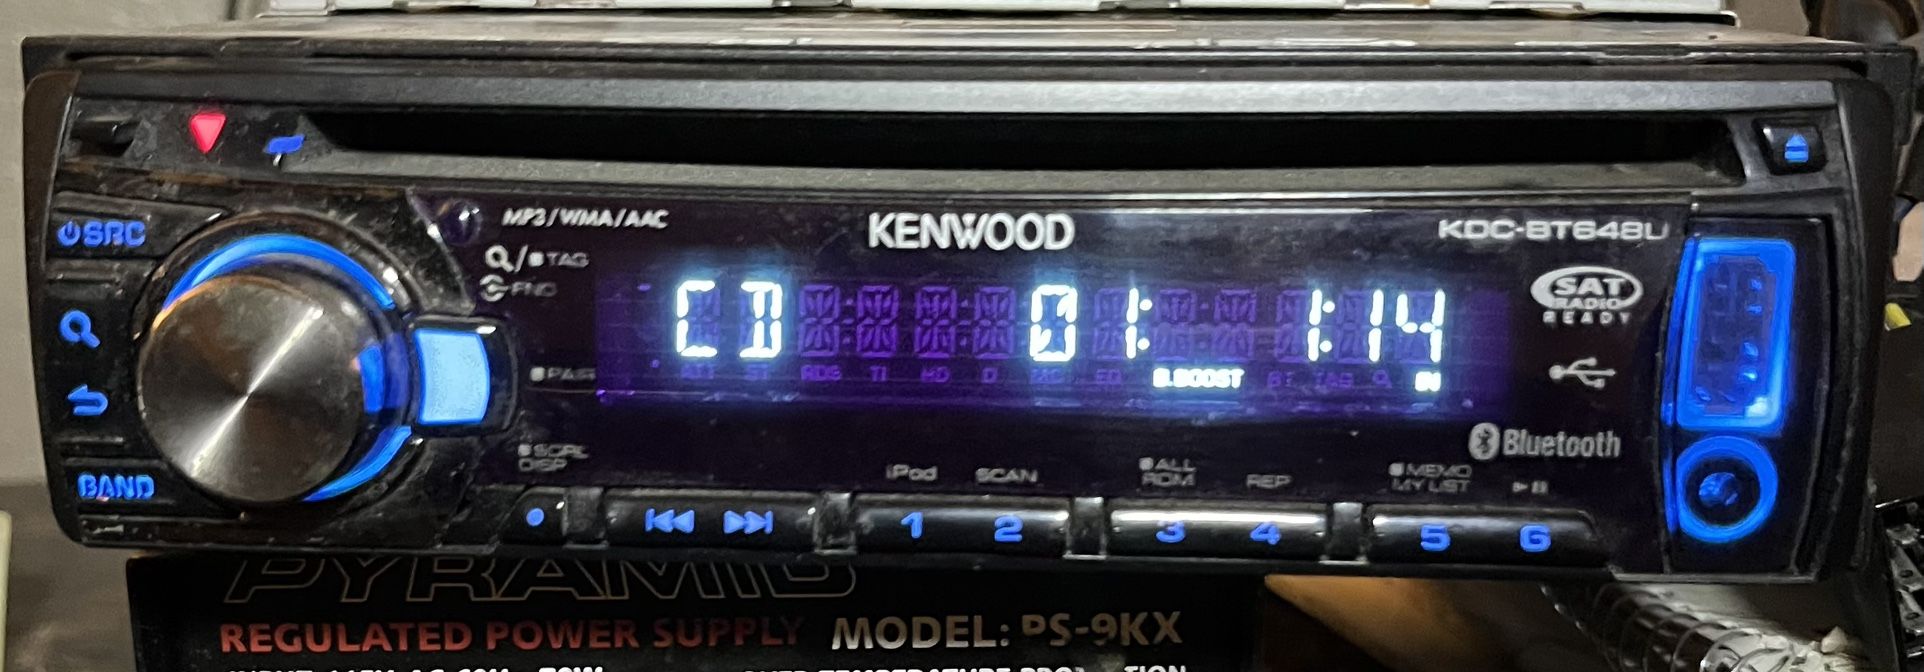 SRC
BAND
MP3/WMA/AAC
KENWOOD
KDC-BT648U
TAG
FNC
SAT
RADIO
READY
CD 01: 1:14
PAIR
ATT ST RDS TI HD MC EQ B.BOOST BT TAG IN
Bluetooth
SCRL
DISP
iPod
SCAN
ALL
RDM
REP
MEMO
MY LIST
1 2 3 4 5 6
PYRAMID
REGULATED POWER SUPPLY MODEL: PS-9KX